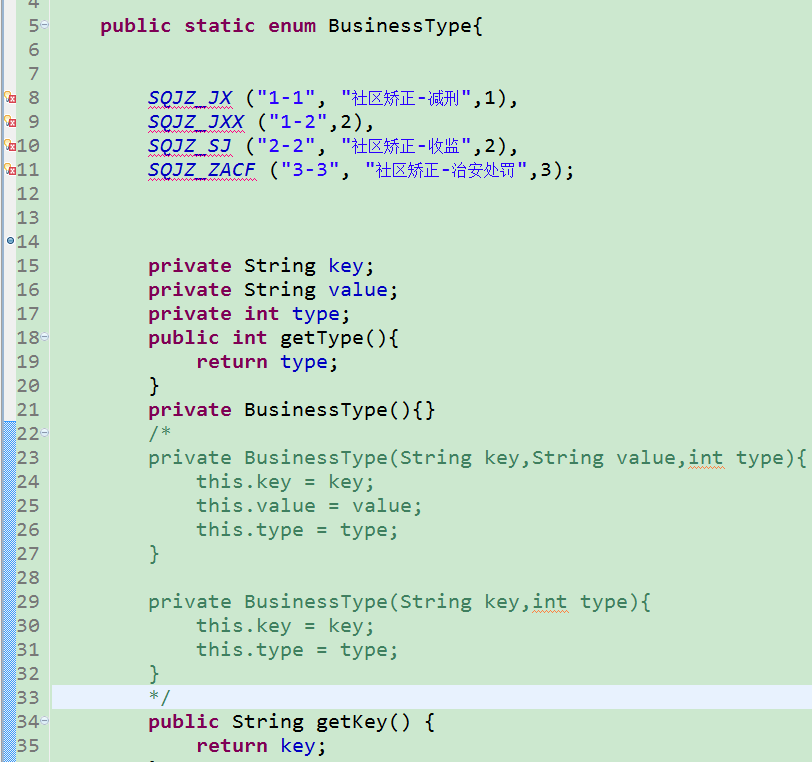 4
5 public static enum BusinessType{
6
7
8 SQJZ_JX ("1-1", "社区矫正-减刑",1),
9 SQJZ_JXX ("1-2",2),
10 SQJZ_SJ ("2-2", "社区矫正-收监",2),
11 SQJZ_ZACF ("3-3", "社区矫正-治安处罚",3);
12
13
14
15 private String key;
16 private String value;
17 private int type;
18 public int getType(){
19 return type;
20 }
21 private BusinessType(){}
22 /*
23 private BusinessType(String key,String value,int type){
24 this.key = key;
25 this.value = value;
26 this.type = type;
27 }
28
29 private BusinessType(String key,int type){
30 this.key = key;
31 this.type = type;
32 }
33 */
34 public String getKey() {
35 return key;